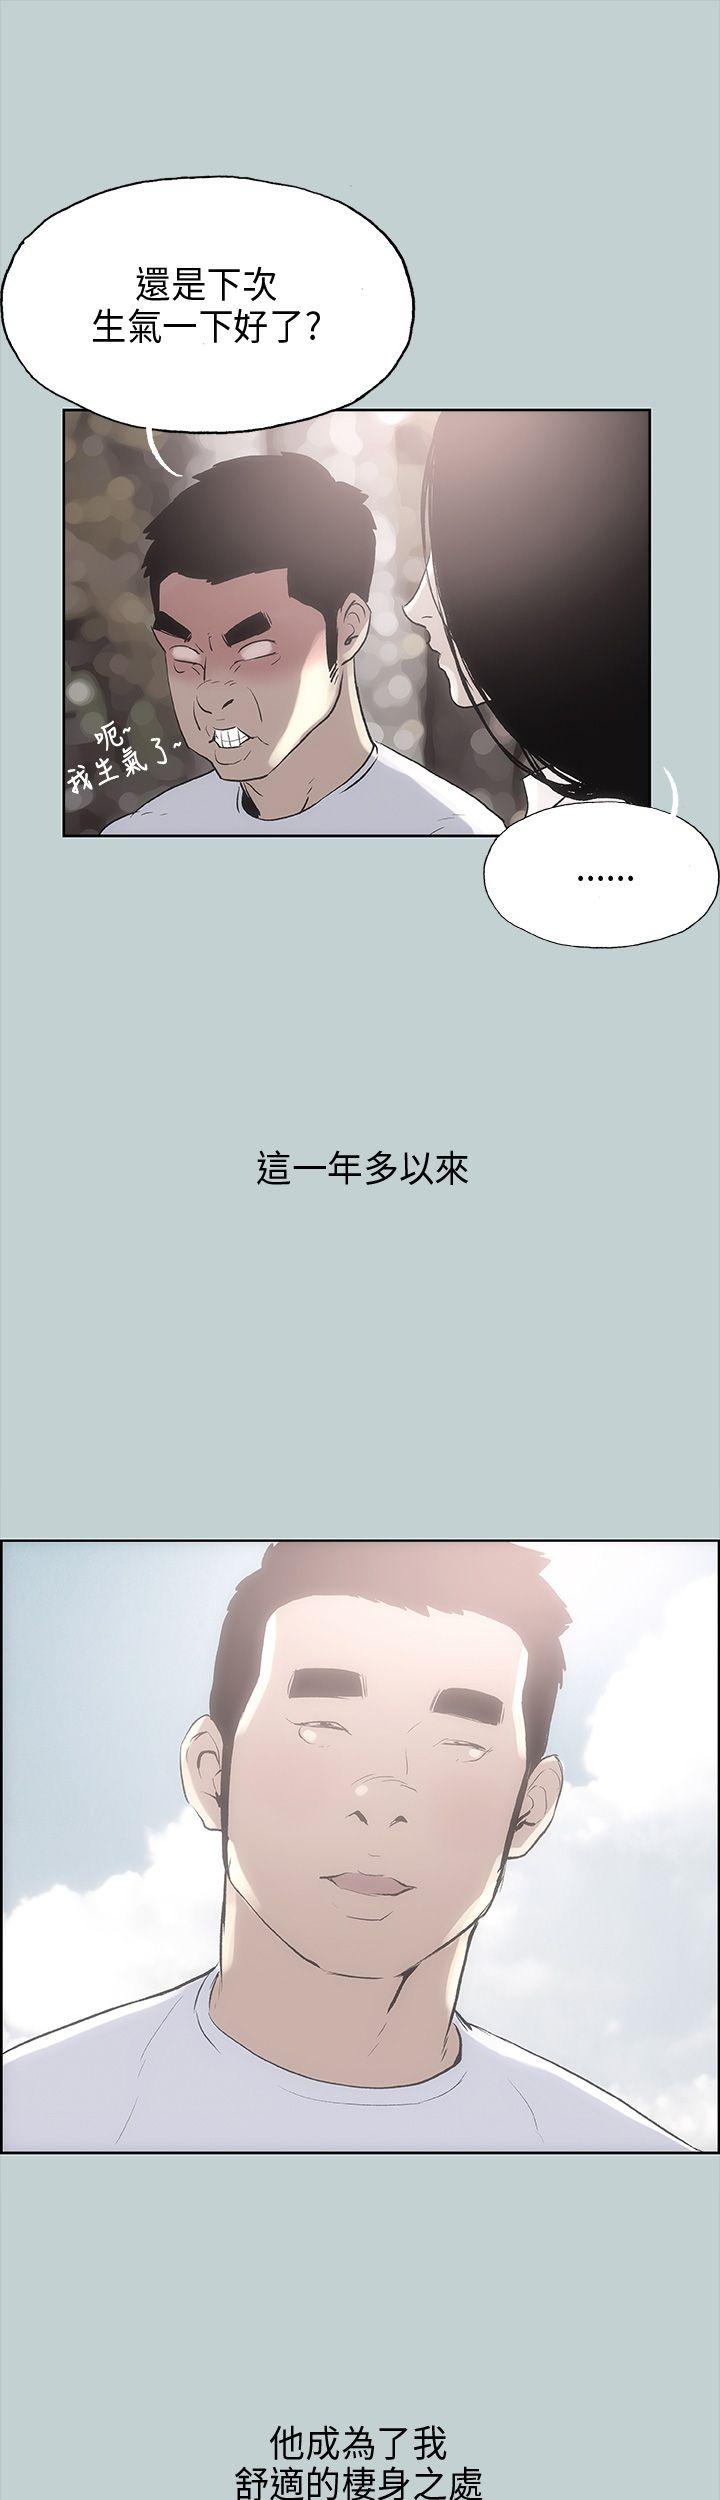 還是下次
生氣一下好了?
呃~
我生氣了~
······
這一年多以來
他成為了我
舒適的棲身之處